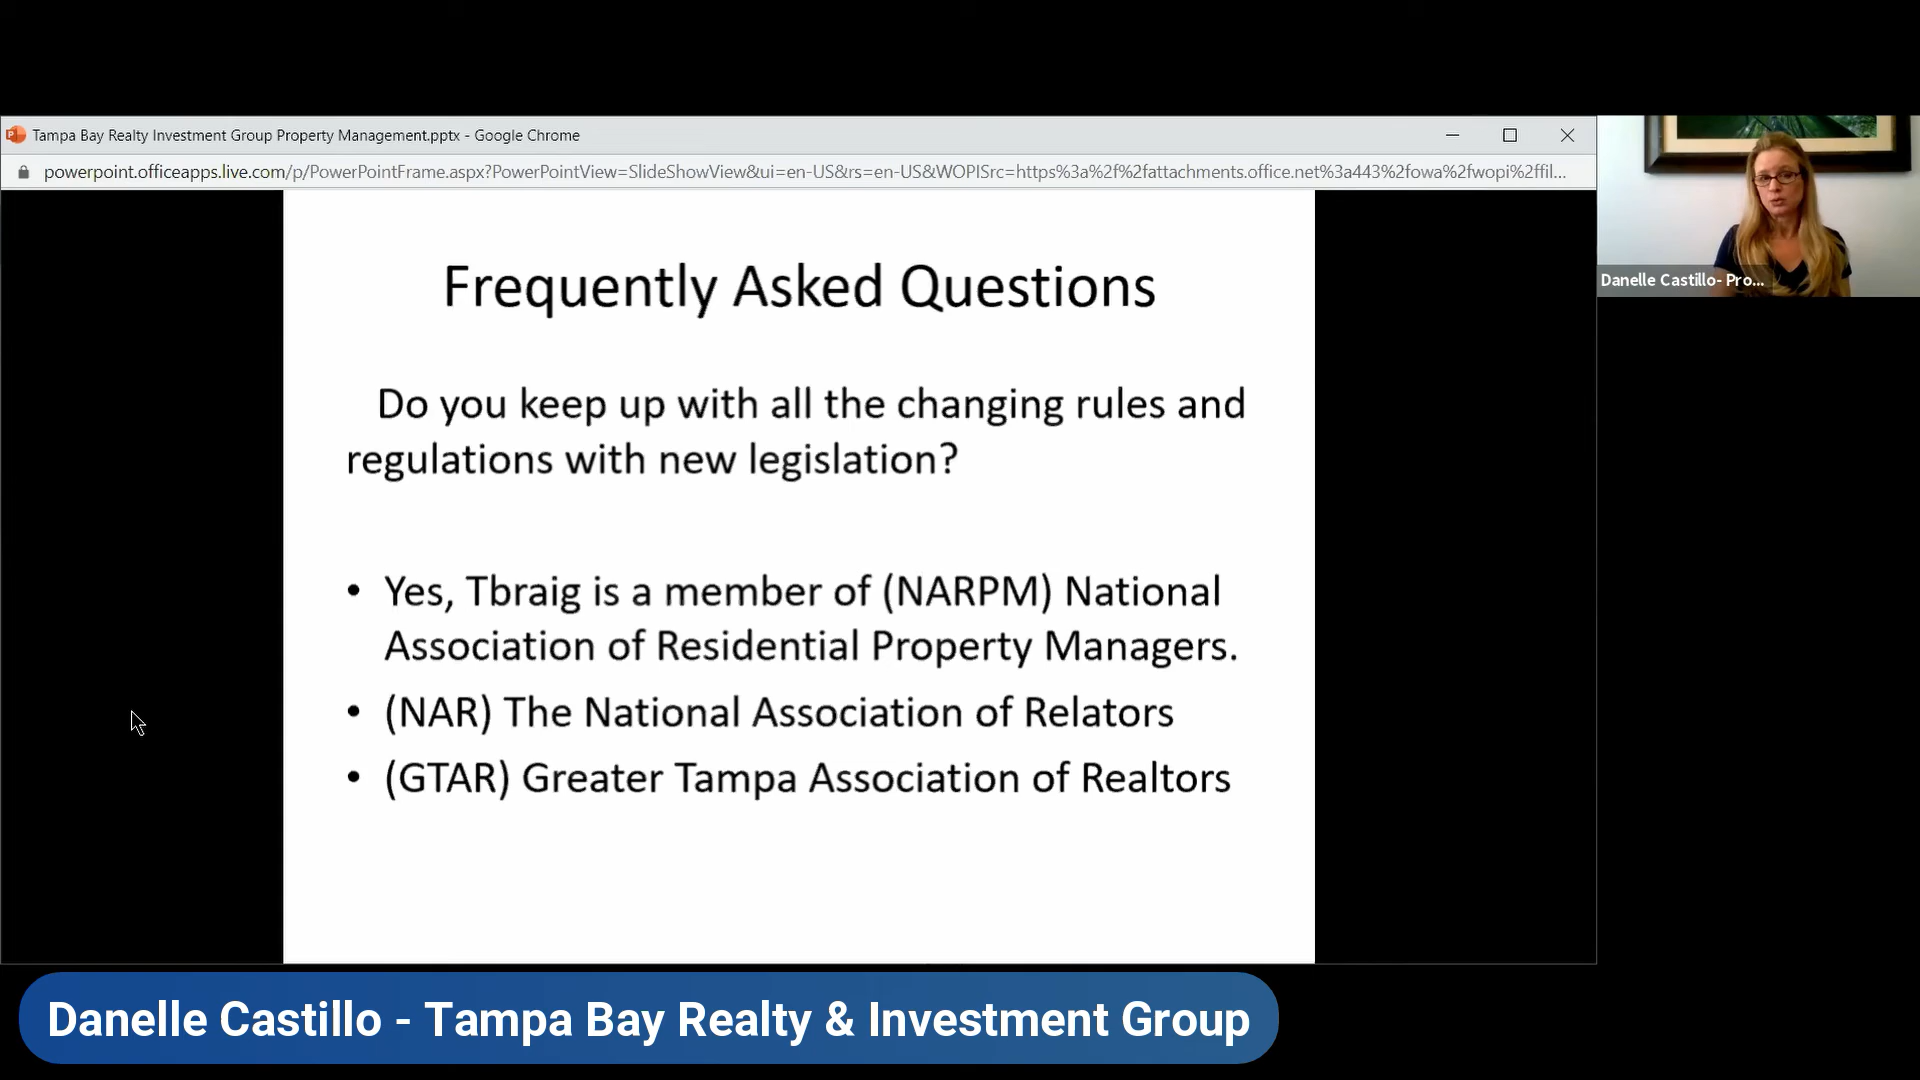 Tampa Bay Realty Investment Group Property Management.pptx - Google Chrome
powerpoint.officeapps.live.com/p/PowerPointFrame.aspx?PowerPointView=SlideShowView&ui=en-US&rs=en-US&WOPISrc=https%3a%2f%2fattachments.office.net%3a443%2fowa%2fwopi%2ffil...
Danelle Castillo- Pro...
Frequently Asked Questions
Do you keep up with all the changing rules and
regulations with new legislation?
• Yes, Tbraig is a member of (NARPM) National
Association of Residential Property Managers.
• (NAR) The National Association of Relators
• (GTAR) Greater Tampa Association of Realtors
Danelle Castillo - Tampa Bay Realty & Investment Group